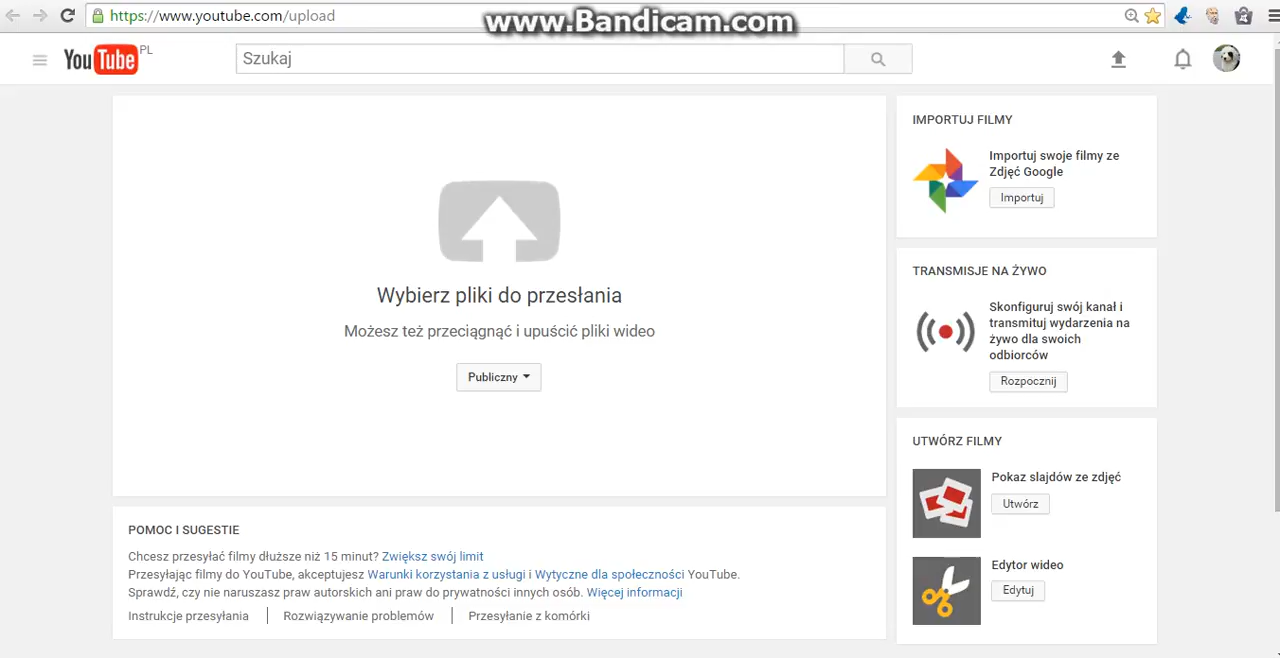 https://www.youtube.com/upload
www.Bandicam.com
YouTube PL
Szukaj
Wybierz pliki do przesłania
Możesz też przeciągnąć i upuścić pliki wideo
Publiczny
IMPORTUJ FILMY
Importuj swoje filmy ze
Zdjęć Google
Importuj
TRANSMISJE NA ŻYWO
Skonfiguruj swój kanał i
transmituj wydarzenia na
żywo dla swoich
odbiorców
Rozpocznij
UTWÓRZ FILMY
Pokaz slajdów ze zdjęć
Utwórz
Edytor wideo
Edytuj
POMOC I SUGESTIE
Chcesz przesyłać filmy dłuższe niż 15 minut? Zwiększ swój limit
Przesyłając filmy do YouTube, akceptujesz Warunki korzystania z usługi i Wytyczne dla społeczności YouTube.
Sprawdź, czy nie naruszasz praw autorskich ani praw do prywatności innych osób. Więcej informacji
Instrukcje przesyłania | Rozwiązywanie problemów | Przesyłanie z komórki